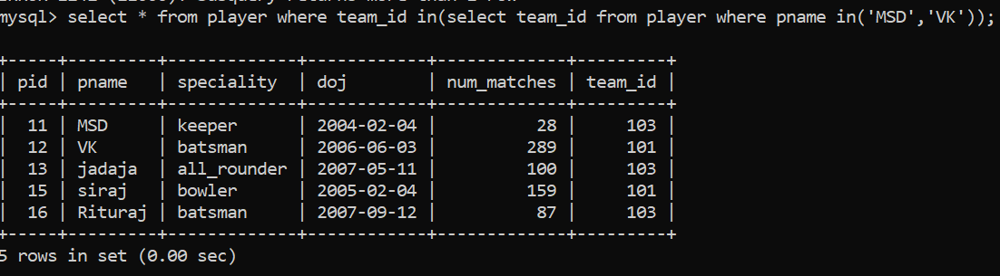 mysql> select * from player where team_id in(select team_id from player where pname in('MSD','VK'));
+-----+---------+-------------+------------+-------------+---------+
| pid | pname   | speciality  | doj        | num_matches | team_id |
+-----+---------+-------------+------------+-------------+---------+
|  11 | MSD     | keeper      | 2004-02-04 |          28 |     103 |
|  12 | VK      | batsman     | 2006-06-03 |         289 |     101 |
|  13 | jadaja  | all_rounder | 2007-05-11 |         100 |     103 |
|  15 | siraj   | bowler      | 2005-02-04 |         159 |     101 |
|  16 | Rituraj | batsman     | 2007-09-12 |          87 |     103 |
+-----+---------+-------------+------------+-------------+---------+
5 rows in set (0.00 sec)